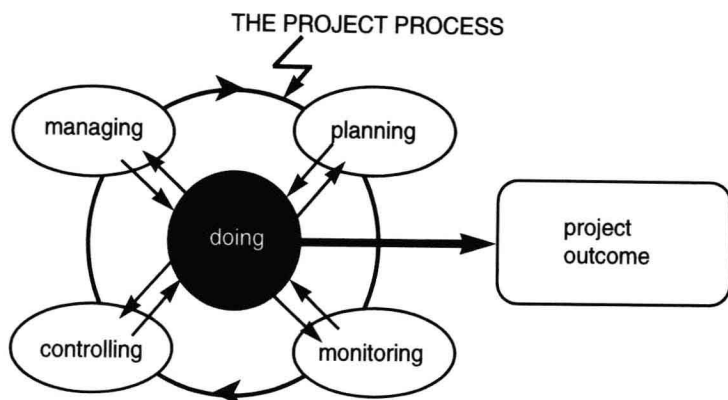 THE PROJECT PROCESS
managing
planning
doing
project
outcome
controlling
monitoring